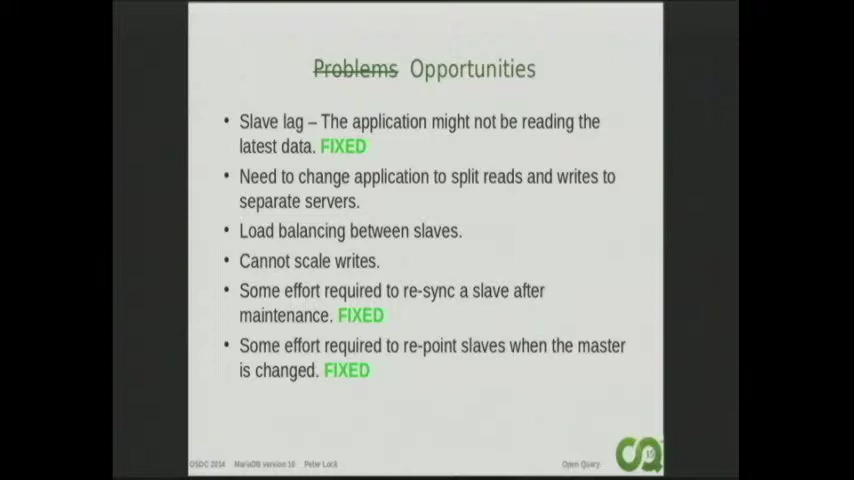 Problems Opportunities
• Slave lag – The application might not be reading the
latest data. FIXED
• Need to change application to split reads and writes to
separate servers.
• Load balancing between slaves.
• Cannot scale writes.
• Some effort required to re-sync a slave after
maintenance. FIXED
• Some effort required to re-point slaves when the master
is changed. FIXED
OSDC 2014 MariaDB version 10 Peter Lock Open Query